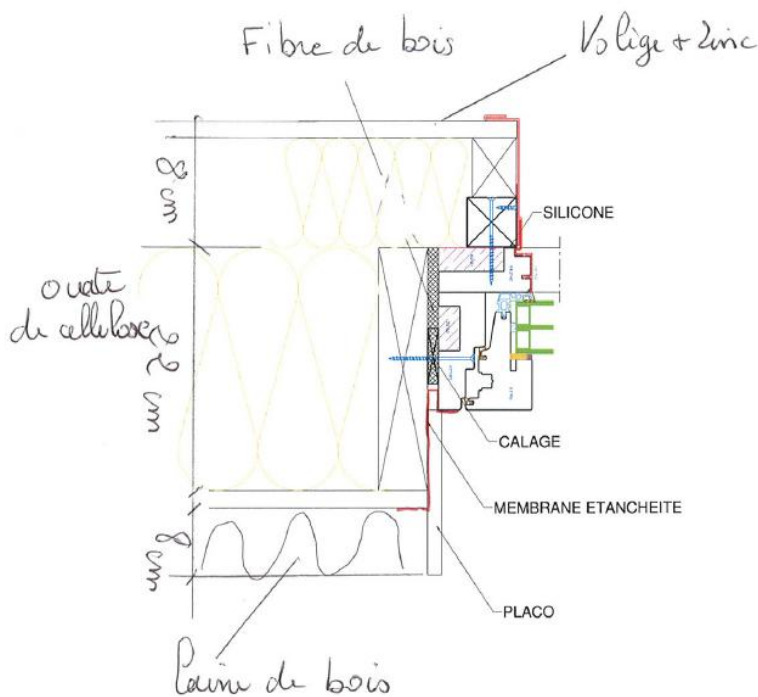 Fibre de bois
Volige + Zinc
8 cm
SILICONE
ouate
de cellulose
22 cm
CALAGE
MEMBRANE ETANCHEITE
8 cm
PLACO
Laine de bois